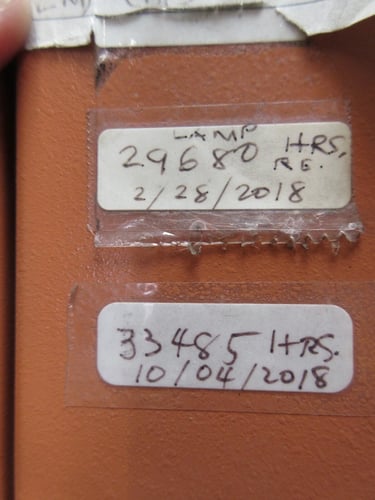 LAMP
29680 HRS.
RE.
2/28/2018
33485 HRS.
10/04/2018